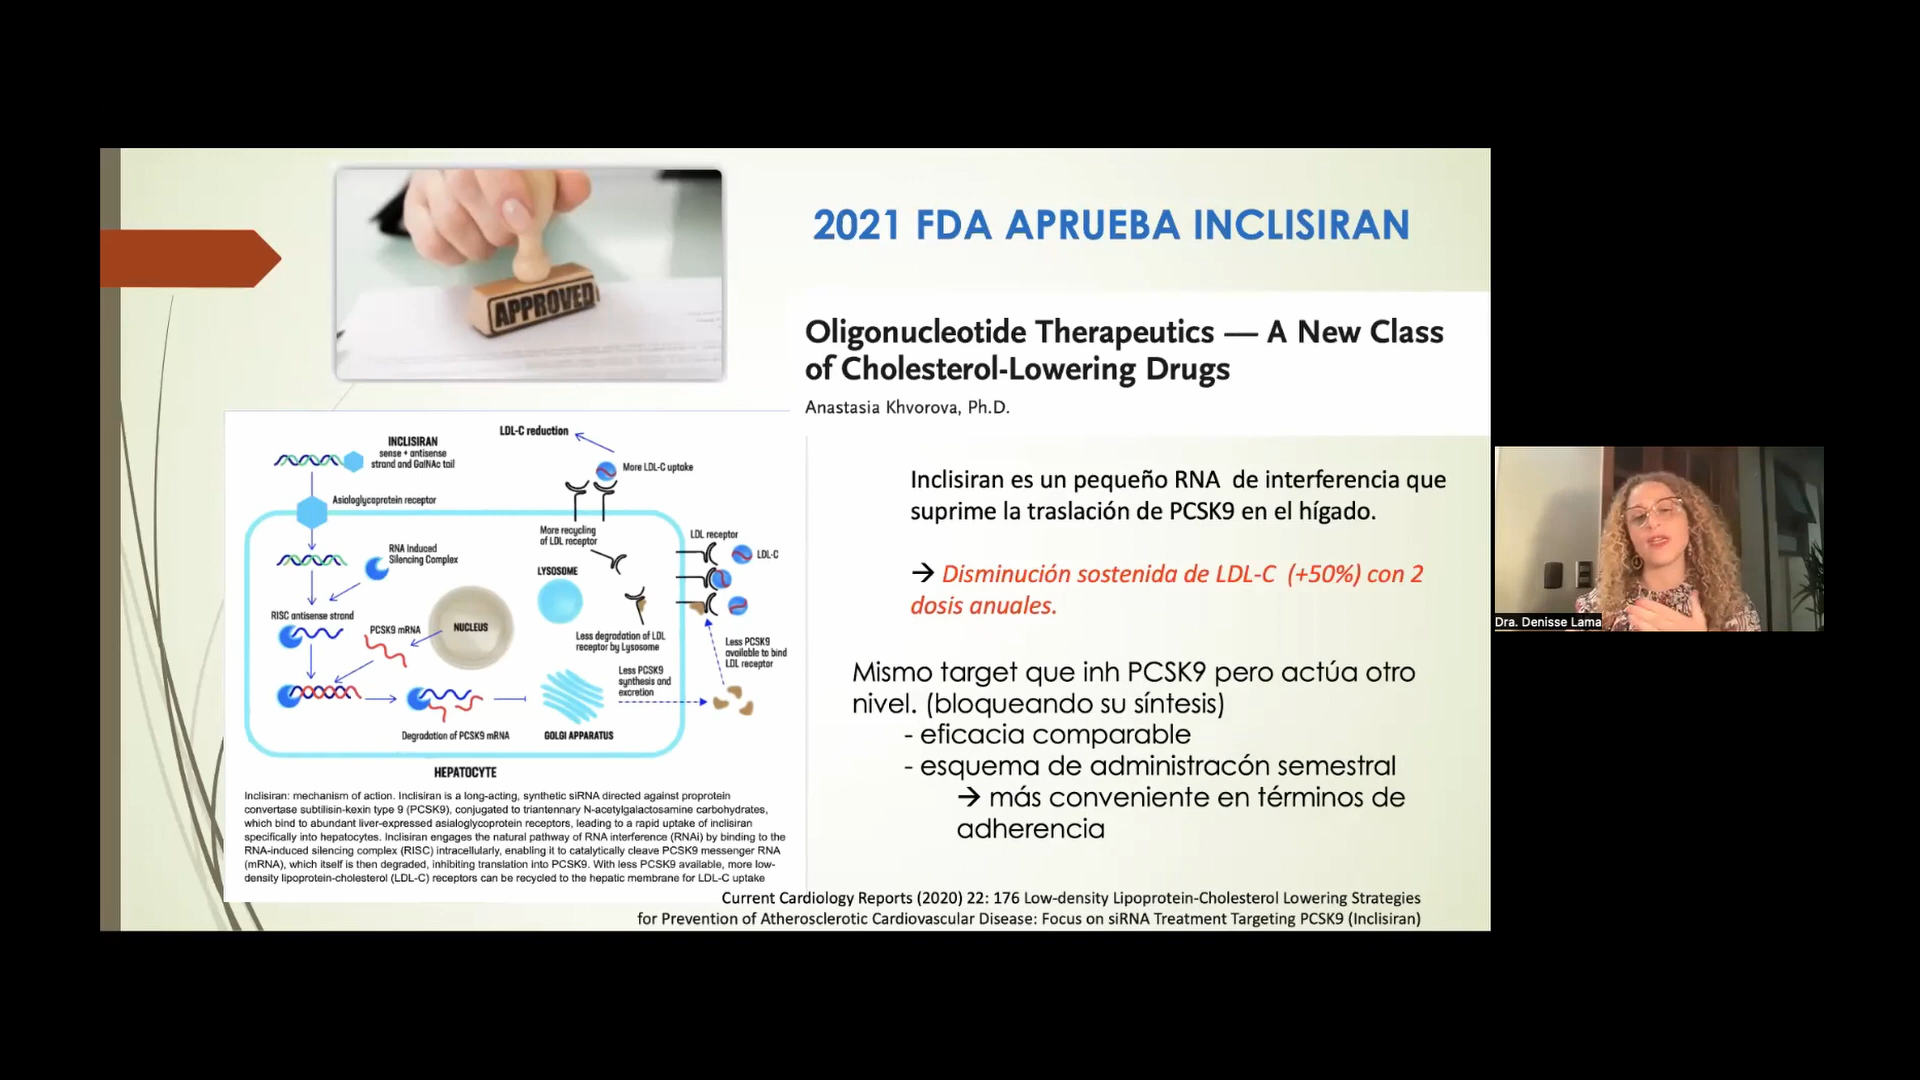 APPROVED
2021 FDA APRUEBA INCLISIRAN
Oligonucleotide Therapeutics — A New Class
of Cholesterol-Lowering Drugs
Anastasia Khvorova, Ph.D.
INCLISIRAN
sense + antisense
strand and GalNAc tail
LDL-C reduction
More LDL-C uptake
Asialoglycoprotein receptor
More recycling
of LDL receptor
LDL receptor
LDL-C
RNA Induced
Silencing Complex
LYSOSOME
RISC antisense strand
PCSK9 mRNA
NUCLEUS
Less degradation of LDL
receptor by Lysosome
Less PCSK9
available to bind
LDL receptor
Less PCSK9
synthesis and
excretion
Degradation of PCSK9 mRNA
GOLGI APPARATUS
HEPATOCYTE
Inclisiran: mechanism of action. Inclisiran is a long-acting, synthetic siRNA directed against proprotein
convertase subtilisin-kexin type 9 (PCSK9), conjugated to triantennary N-acetylgalactosamine carbohydrates,
which bind to abundant liver-expressed asialoglycoprotein receptors, leading to a rapid uptake of inclisiran
specifically into hepatocytes. Inclisiran engages the natural pathway of RNA interference (RNAi) by binding to the
RNA-induced silencing complex (RISC) intracellularly, enabling it to catalytically cleave PCSK9 messenger RNA
(mRNA), which itself is then degraded, inhibiting translation into PCSK9. With less PCSK9 available, more low-
density lipoprotein-cholesterol (LDL-C) receptors can be recycled to the hepatic membrane for LDL-C uptake
Inclisiran es un pequeño RNA de interferencia que
suprime la traslación de PCSK9 en el hígado.
→ Disminución sostenida de LDL-C (+50%) con 2
dosis anuales.
Mismo target que inh PCSK9 pero actúa otro
nivel. (bloqueando su síntesis)
- eficacia comparable
- esquema de administracón semestral
→ más conveniente en términos de
adherencia
Current Cardiology Reports (2020) 22: 176 Low-density Lipoprotein-Cholesterol Lowering Strategies
for Prevention of Atherosclerotic Cardiovascular Disease: Focus on siRNA Treatment Targeting PCSK9 (Inclisiran)
Dra. Denisse Lama